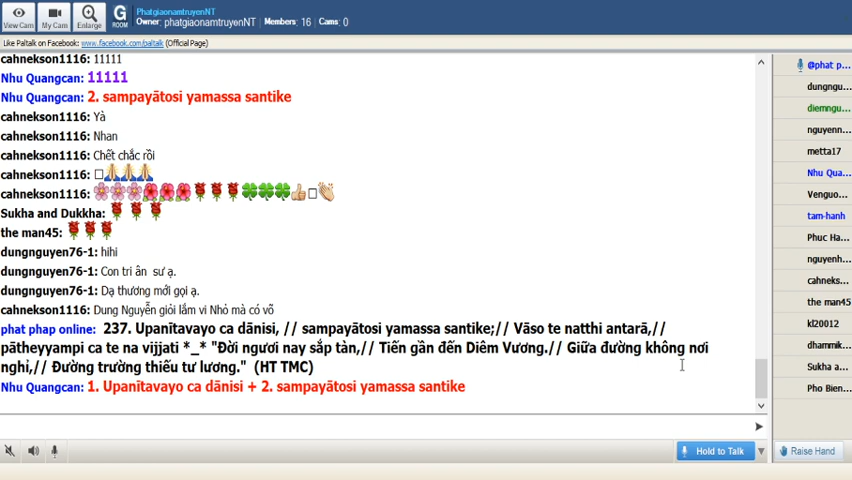 PhatgiaonamtruyenNT
Owner: phatgiaonamtruyenNT Members: 16 Cams: 0
View Cam My Cam Enlarge G ROOM
Like Paltalk on Facebook: www.facebook.com/paltalk (Official Page)
cahnekson1116: 11111
Nhu Quangcan: 11111
Nhu Quangcan: 2. sampayātosi yamassa santike
cahnekson1116: Yà
cahnekson1116: Nhan
cahnekson1116: Chết chắc rồi
cahnekson1116:
cahnekson1116:
Sukha and Dukkha:
the man45:
dungnguyen76-1: hihi
dungnguyen76-1: Con tri ân sư ạ.
dungnguyen76-1: Dạ thương mới gọi ạ.
cahnekson1116: Dung Nguyễn giỏi lắm vi Nhỏ mà có võ
phat phap online: 237. Upanītavayo ca dānisi, // sampayātosi yamassa santike;// Vāso te natthi antarā,//
pātheyyampi ca te na vijjati *_* "Đời ngươi nay sắp tàn,// Tiến gần đến Diêm Vương.// Giữa đường không nơi
nghỉ,// Đường trường thiếu tư lương." (HT TMC)
Nhu Quangcan: 1. Upanītavayo ca dānisi + 2. sampayātosi yamassa santike
@phat p...
dungngu...
diemngu...
nguyenn...
metta17
Nhu Qua...
Venguo...
tam-hanh
Phuc Ha...
nguyenh...
cahneks...
the man45
kl20012
dhammik...
Sukha a...
Pho Bien...
Hold to Talk
Raise Hand